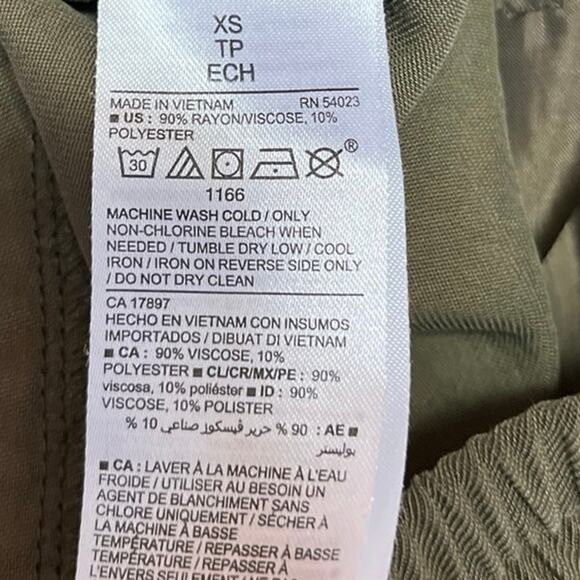 XS
TP
ECH
MADE IN VIETNAM RN 54023
■ US : 90% RAYON/VISCOSE, 10%
POLYESTER
30 ®
1166
MACHINE WASH COLD / ONLY
NON-CHLORINE BLEACH WHEN
NEEDED / TUMBLE DRY LOW / COOL
IRON / IRON ON REVERSE SIDE ONLY
/ DO NOT DRY CLEAN
CA 17897
HECHO EN VIETNAM CON INSUMOS
IMPORTADOS / DIBUAT DI VIETNAM
■ CA : 90% VISCOSE, 10%
POLYESTER ■ CL/CR/MX/PE : 90%
viscosa, 10% poliéster ■ ID : 90%
VISCOSE, 10% POLISTER
■ AE : 90 % حرير ڤيسكوز صناعي 10 %
بوليستر
■ CA : LAVER À LA MACHINE À L'EAU
FROIDE / UTILISER AU BESOIN UN
AGENT DE BLANCHIMENT SANS
CHLORE UNIQUEMENT / SÉCHER À
LA MACHINE À BASSE
TEMPÉRATURE / REPASSER À BASSE
TEMPÉRATURE / REPASSER À
L'ENVERS SEULEMENT / NE PAS